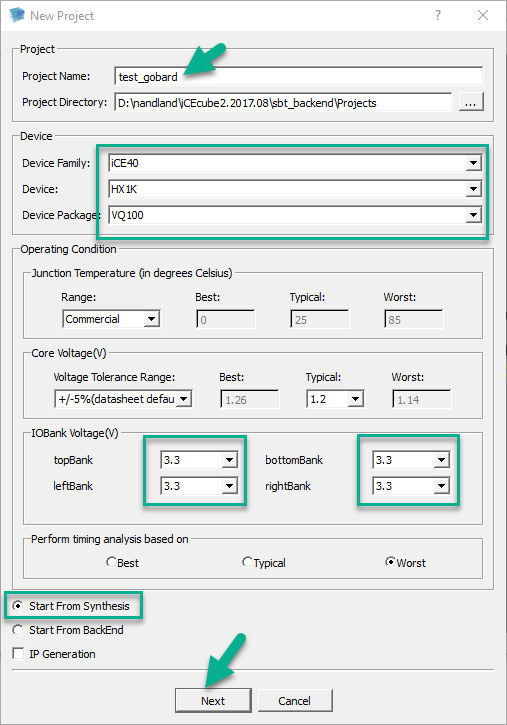 New Project
Project
Project Name: test_gobard
Project Directory: D:\nandland\iCEcube2.2017.08\sbt_backend\Projects ...
Device
Device Family: iCE40
Device: HX1K
Device Package: VQ100
Operating Condition
Junction Temperature (in degrees Celsius)
Range: Best: Typical: Worst:
Commercial 0 25 85
Core Voltage(V)
Voltage Tolerance Range: Best: Typical: Worst:
+/-5%(datasheet defau 1.26 1.2 1.14
IOBank Voltage(V)
topBank 3.3 bottomBank 3.3
leftBank 3.3 rightBank 3.3
Perform timing analysis based on
Best Typical Worst
Start From Synthesis
Start From BackEnd
IP Generation
Next Cancel